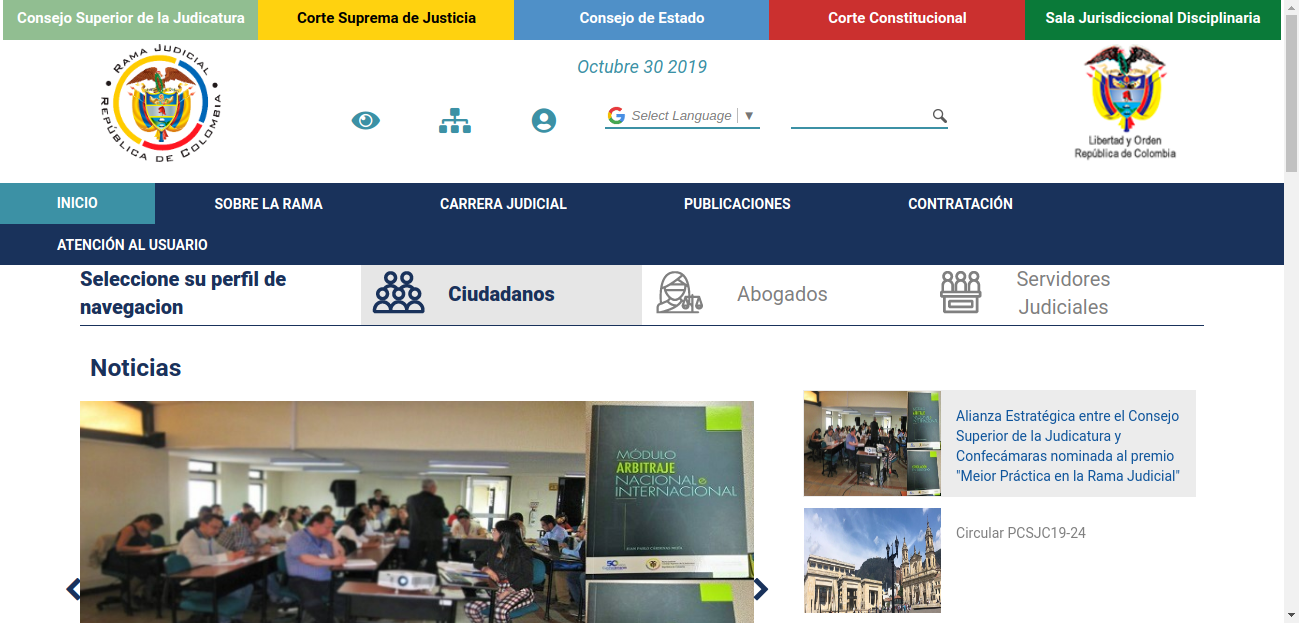 Consejo Superior de la Judicatura
Corte Suprema de Justicia
Consejo de Estado
Corte Constitucional
Sala Jurisdiccional Disciplinaria
RAMA JUDICIAL
REPÚBLICA DE COLOMBIA
Octubre 30 2019
Select Language ▼
Libertad y Orden
República de Colombia
INICIO
SOBRE LA RAMA
CARRERA JUDICIAL
PUBLICACIONES
CONTRATACIÓN
ATENCIÓN AL USUARIO
Seleccione su perfil de
navegacion
Ciudadanos
Abogados
Servidores
Judiciales
Noticias
MÓDULO
ARBITRAJE
NACIONAL e
INTERNACIONAL
Alianza Estratégica entre el Consejo
Superior de la Judicatura y
Confecámaras nominada al premio
"Mejor Práctica en la Rama Judicial"
Circular PCSJC19-24